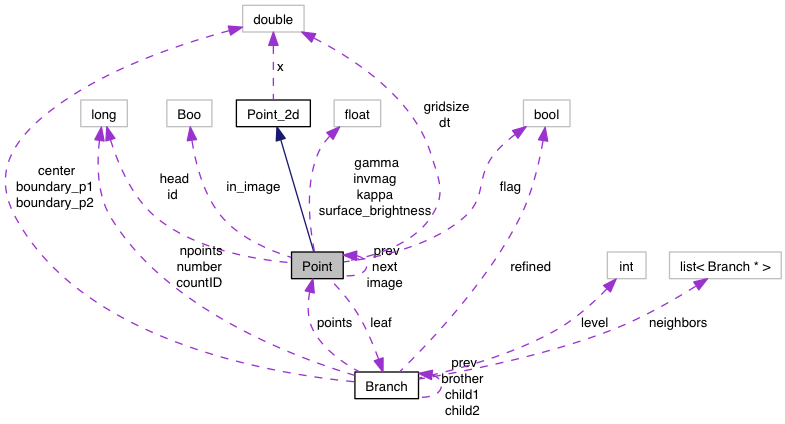 double
x
gridsize
dt
long
Boo
Point_2d
float
bool
center
boundary_p1
boundary_p2
head
id
in_image
gamma
invmag
kappa
surface_brightness
flag
npoints
number
countID
Point
prev
next
image
refined
int
list< Branch * >
points
leaf
level
neighbors
Branch
prev
brother
child1
child2